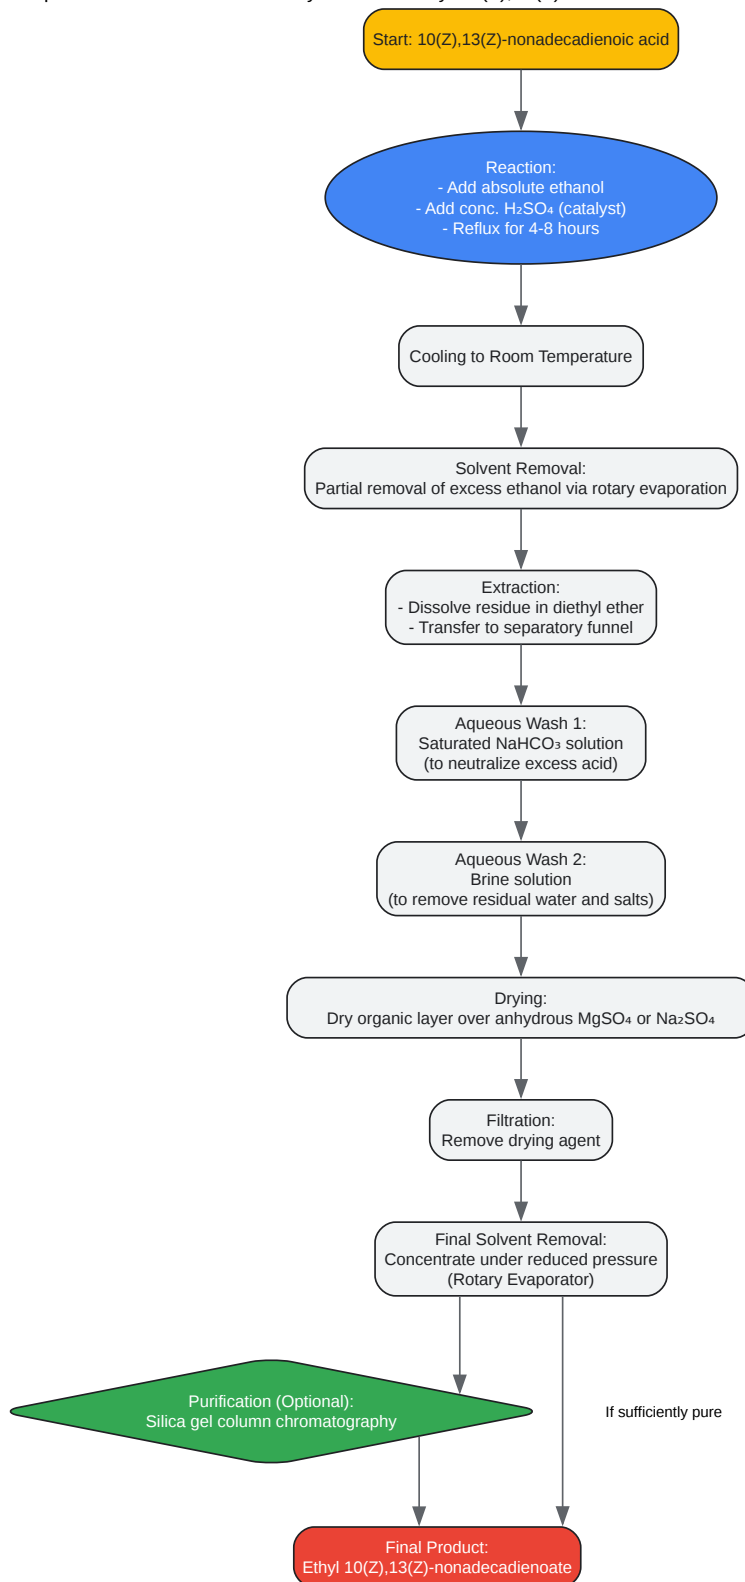 Start: 10(Z),13(Z)-nonadecadienoic acid
Reaction:
- Add absolute ethanol
- Add conc. H₂SO₄ (catalyst)
- Reflux for 4-8 hours
Cooling to Room Temperature
Solvent Removal:
Partial removal of excess ethanol via rotary evaporation
Extraction:
- Dissolve residue in diethyl ether
- Transfer to separatory funnel
Aqueous Wash 1:
Saturated NaHCO₃ solution
(to neutralize excess acid)
Aqueous Wash 2:
Brine solution
(to remove residual water and salts)
Drying:
Dry organic layer over anhydrous MgSO₄ or Na₂SO₄
Filtration:
Remove drying agent
Final Solvent Removal:
Concentrate under reduced pressure
(Rotary Evaporator)
Purification (Optional):
Silica gel column chromatography
If sufficiently pure
Final Product:
Ethyl 10(Z),13(Z)-nonadecadienoate